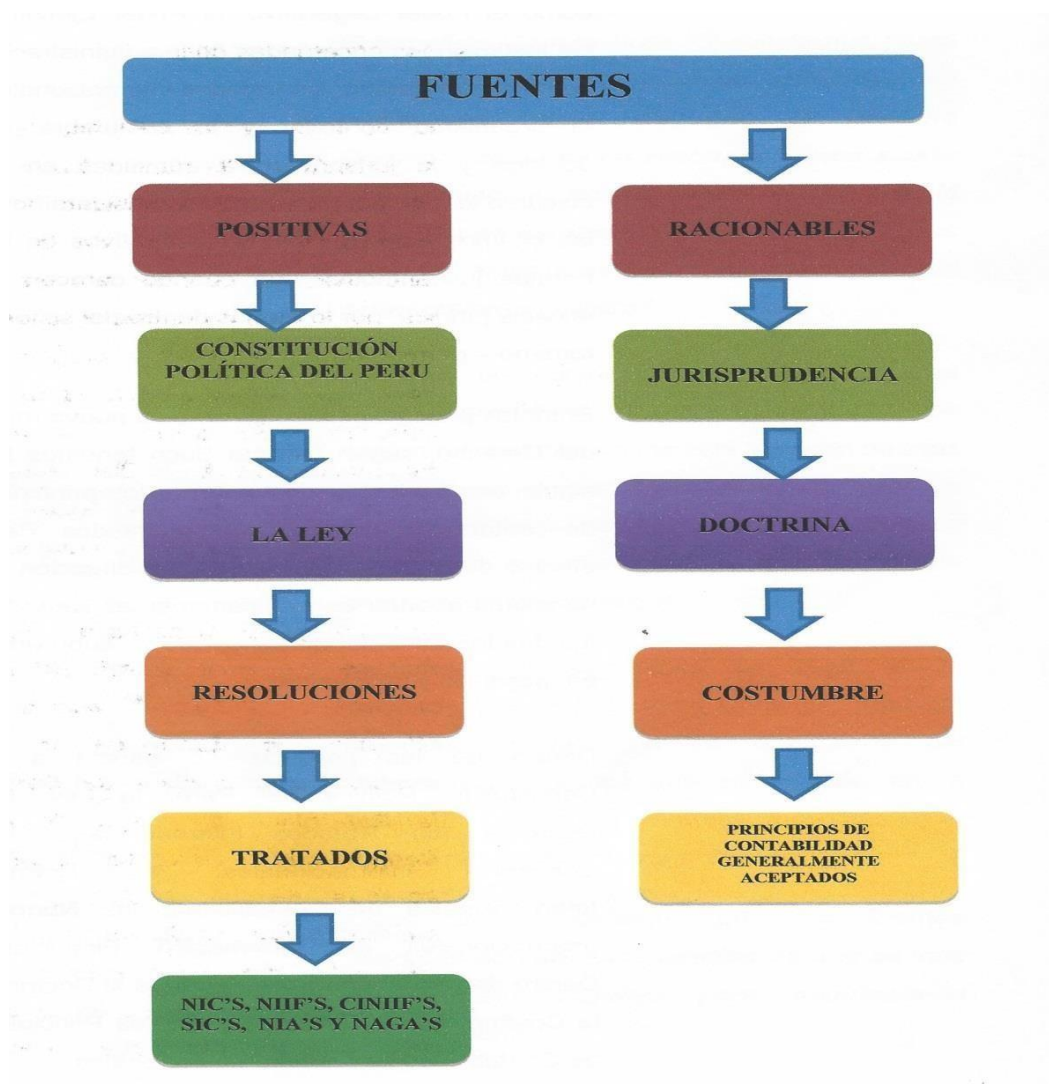 FUENTES
POSITIVAS
RACIONABLES
CONSTITUCIÓN
POLÍTICA DEL PERU
JURISPRUDENCIA
LA LEY
DOCTRINA
RESOLUCIONES
COSTUMBRE
TRATADOS
PRINCIPIOS DE
CONTABILIDAD
GENERALMENTE
ACEPTADOS
NIC'S, NIIF'S, CINIIF'S,
SIC'S, NIA'S Y NAGA'S